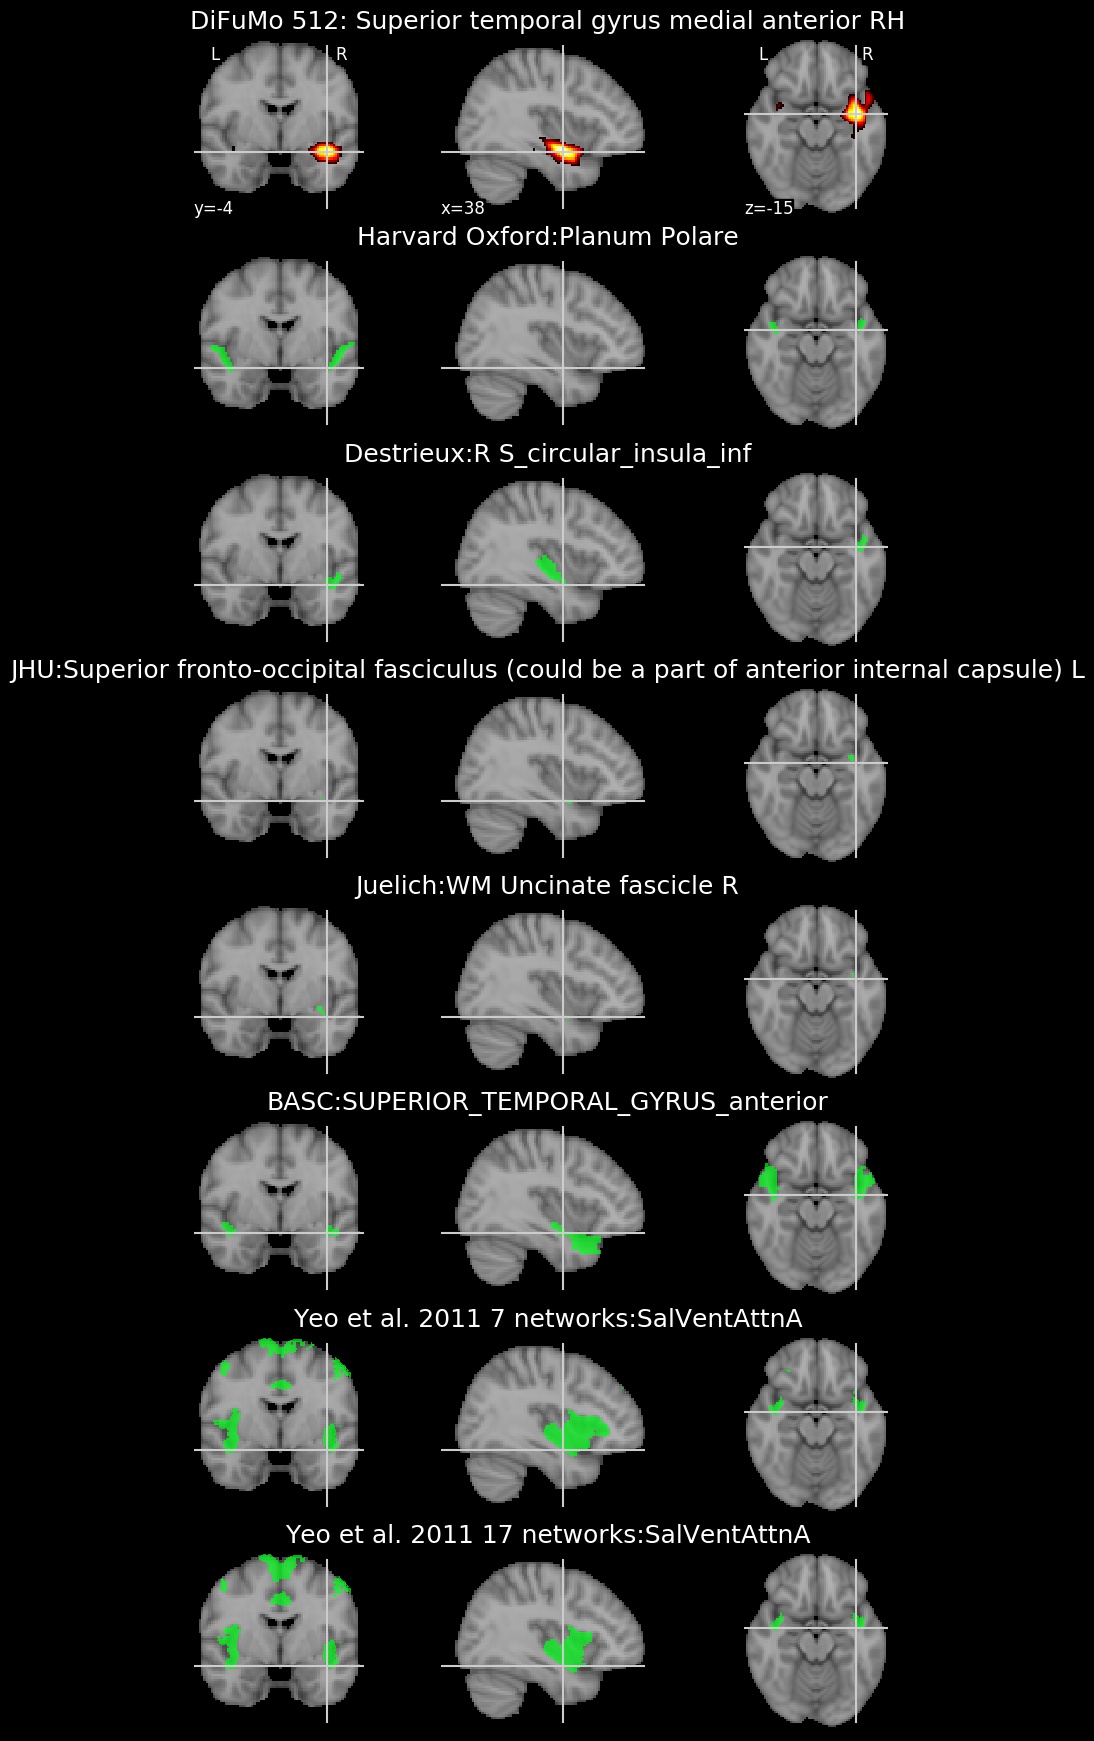 DiFuMo 512: Superior temporal gyrus medial anterior RH
L R L R
y=-4 x=38 z=-15
Harvard Oxford:Planum Polare
Destrieux:R S_circular_insula_inf
JHU:Superior fronto-occipital fasciculus (could be a part of anterior internal capsule) L
Juelich:WM Uncinate fascicle R
BASC:SUPERIOR_TEMPORAL_GYRUS_anterior
Yeo et al. 2011 7 networks:SalVentAttnA
Yeo et al. 2011 17 networks:SalVentAttnA